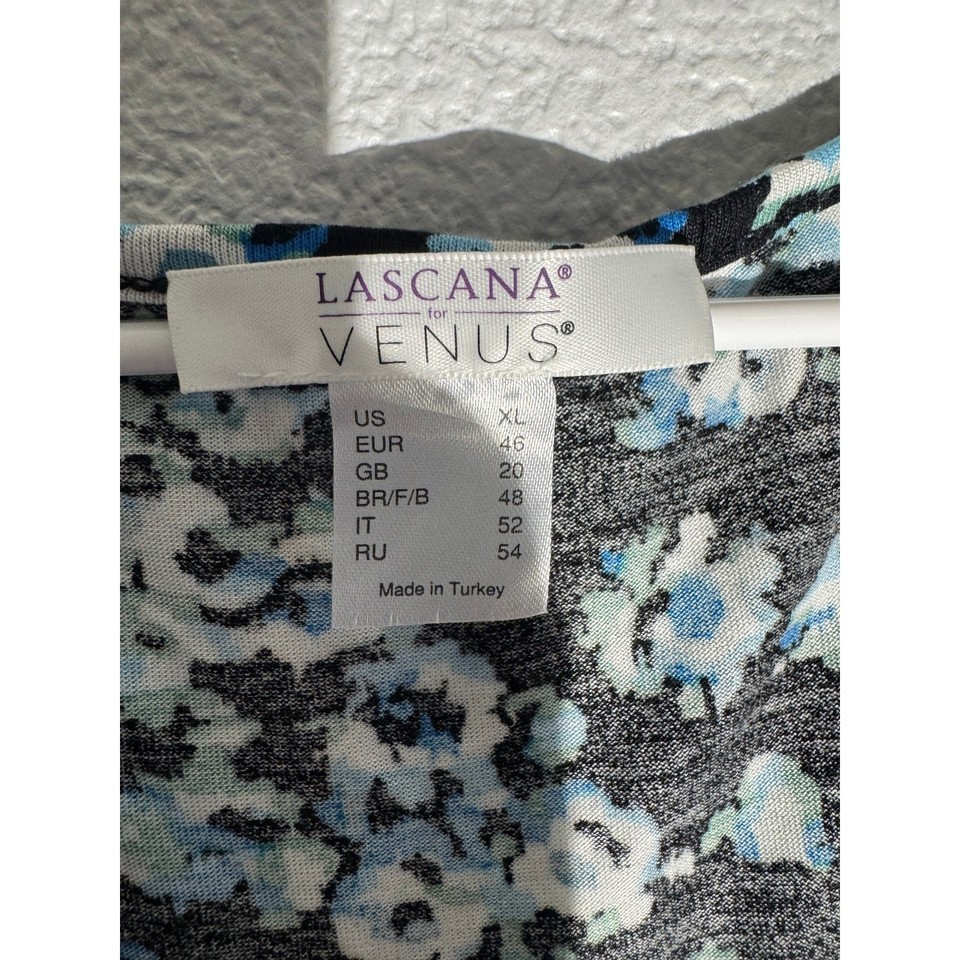 LASCANA®
for
VENUS®
US XL
EUR 46
GB 20
BR/F/B 48
IT 52
RU 54
Made in Turkey